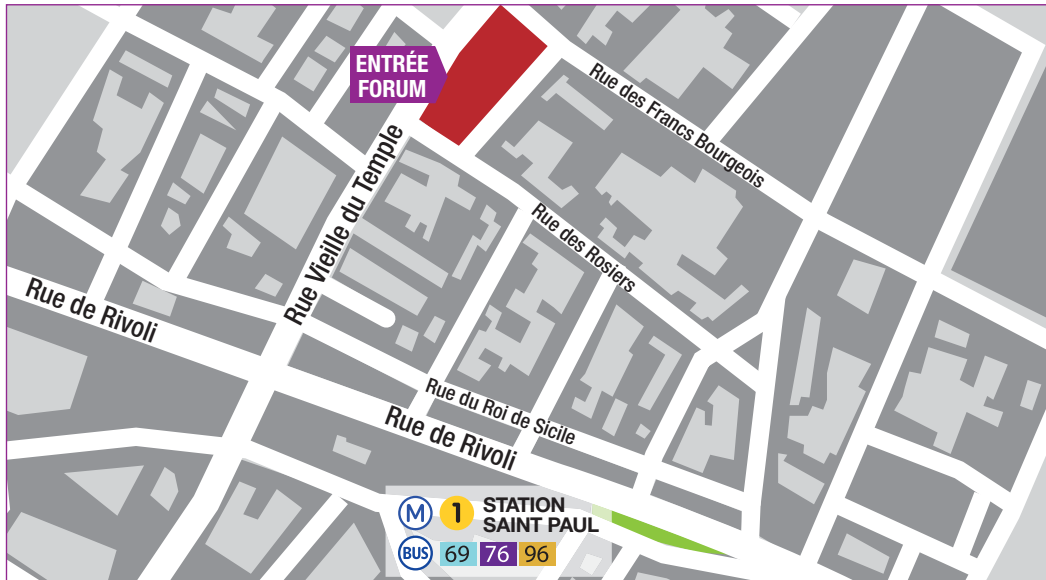 ENTRÉE
FORUM
Rue des Francs Bourgeois
Rue Vieille du Temple
Rue des Rosiers
Rue de Rivoli
Rue du Roi de Sicile
Rue de Rivoli
M 1 STATION
SAINT PAUL
BUS 69 76 96